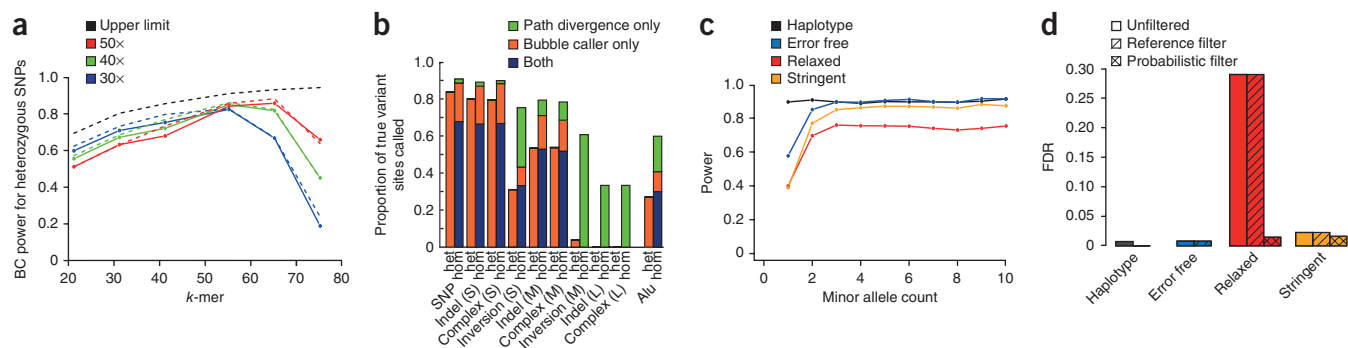 a
Upper limit
50×
40×
30×
BC power for heterozygous SNPs
1.0
0.8
0.6
0.4
0.2
0
20
30
40
50
60
70
80
k-mer
b
Path divergence only
Bubble caller only
Both
Proportion of true variant
sites called
1.0
0.8
0.6
0.4
0.2
0
het
hom
het
hom
het
hom
het
hom
het
hom
het
hom
het
hom
het
hom
het
hom
het
hom
SNP
Indel (S)
Complex (S)
Inversion (S)
Indel (M)
Complex (M)
Inversion (M)
Indel (L)
Complex (L)
Alu
c
Haplotype
Error free
Relaxed
Stringent
Power
1.0
0.8
0.6
0.4
0.2
0
0
2
4
6
8
10
Minor allele count
d
Unfiltered
Reference filter
Probabilistic filter
FDR
0.30
0.25
0.20
0.15
0.10
0.05
0
Haplotype
Error free
Relaxed
Stringent